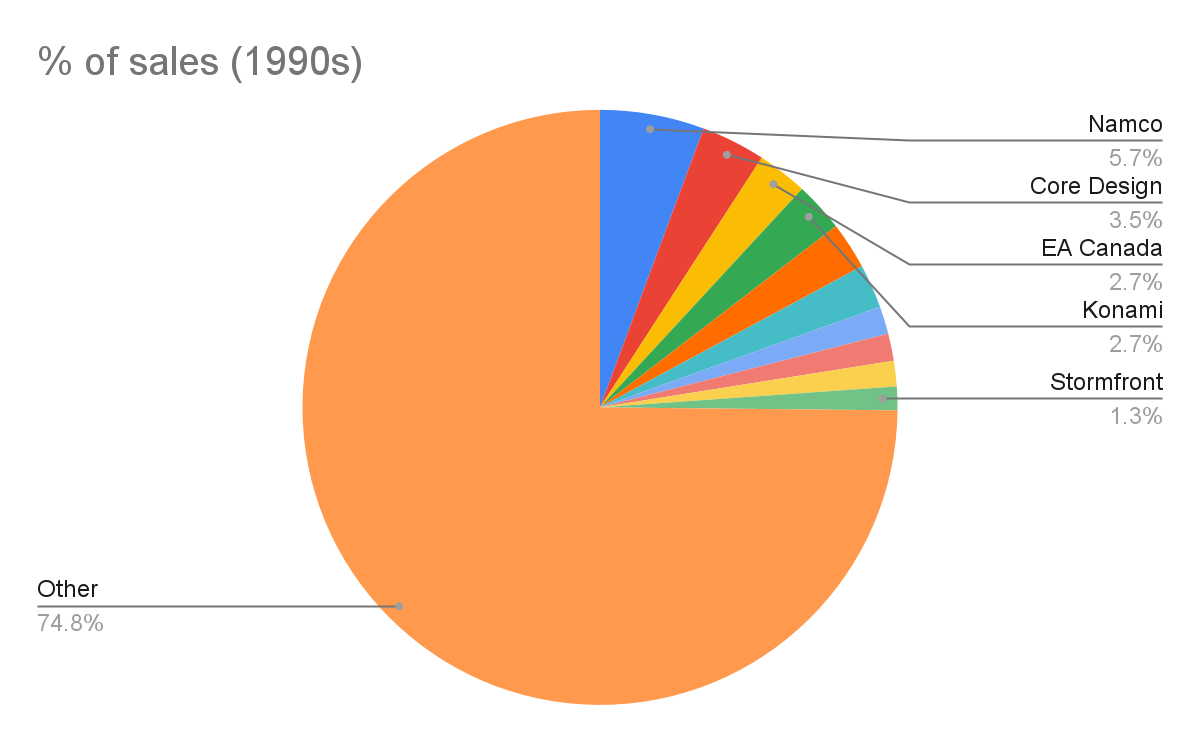 % of sales (1990s)
Namco
5.7%
Core Design
3.5%
EA Canada
2.7%
Konami
2.7%
Stormfront
1.3%
Other
74.8%